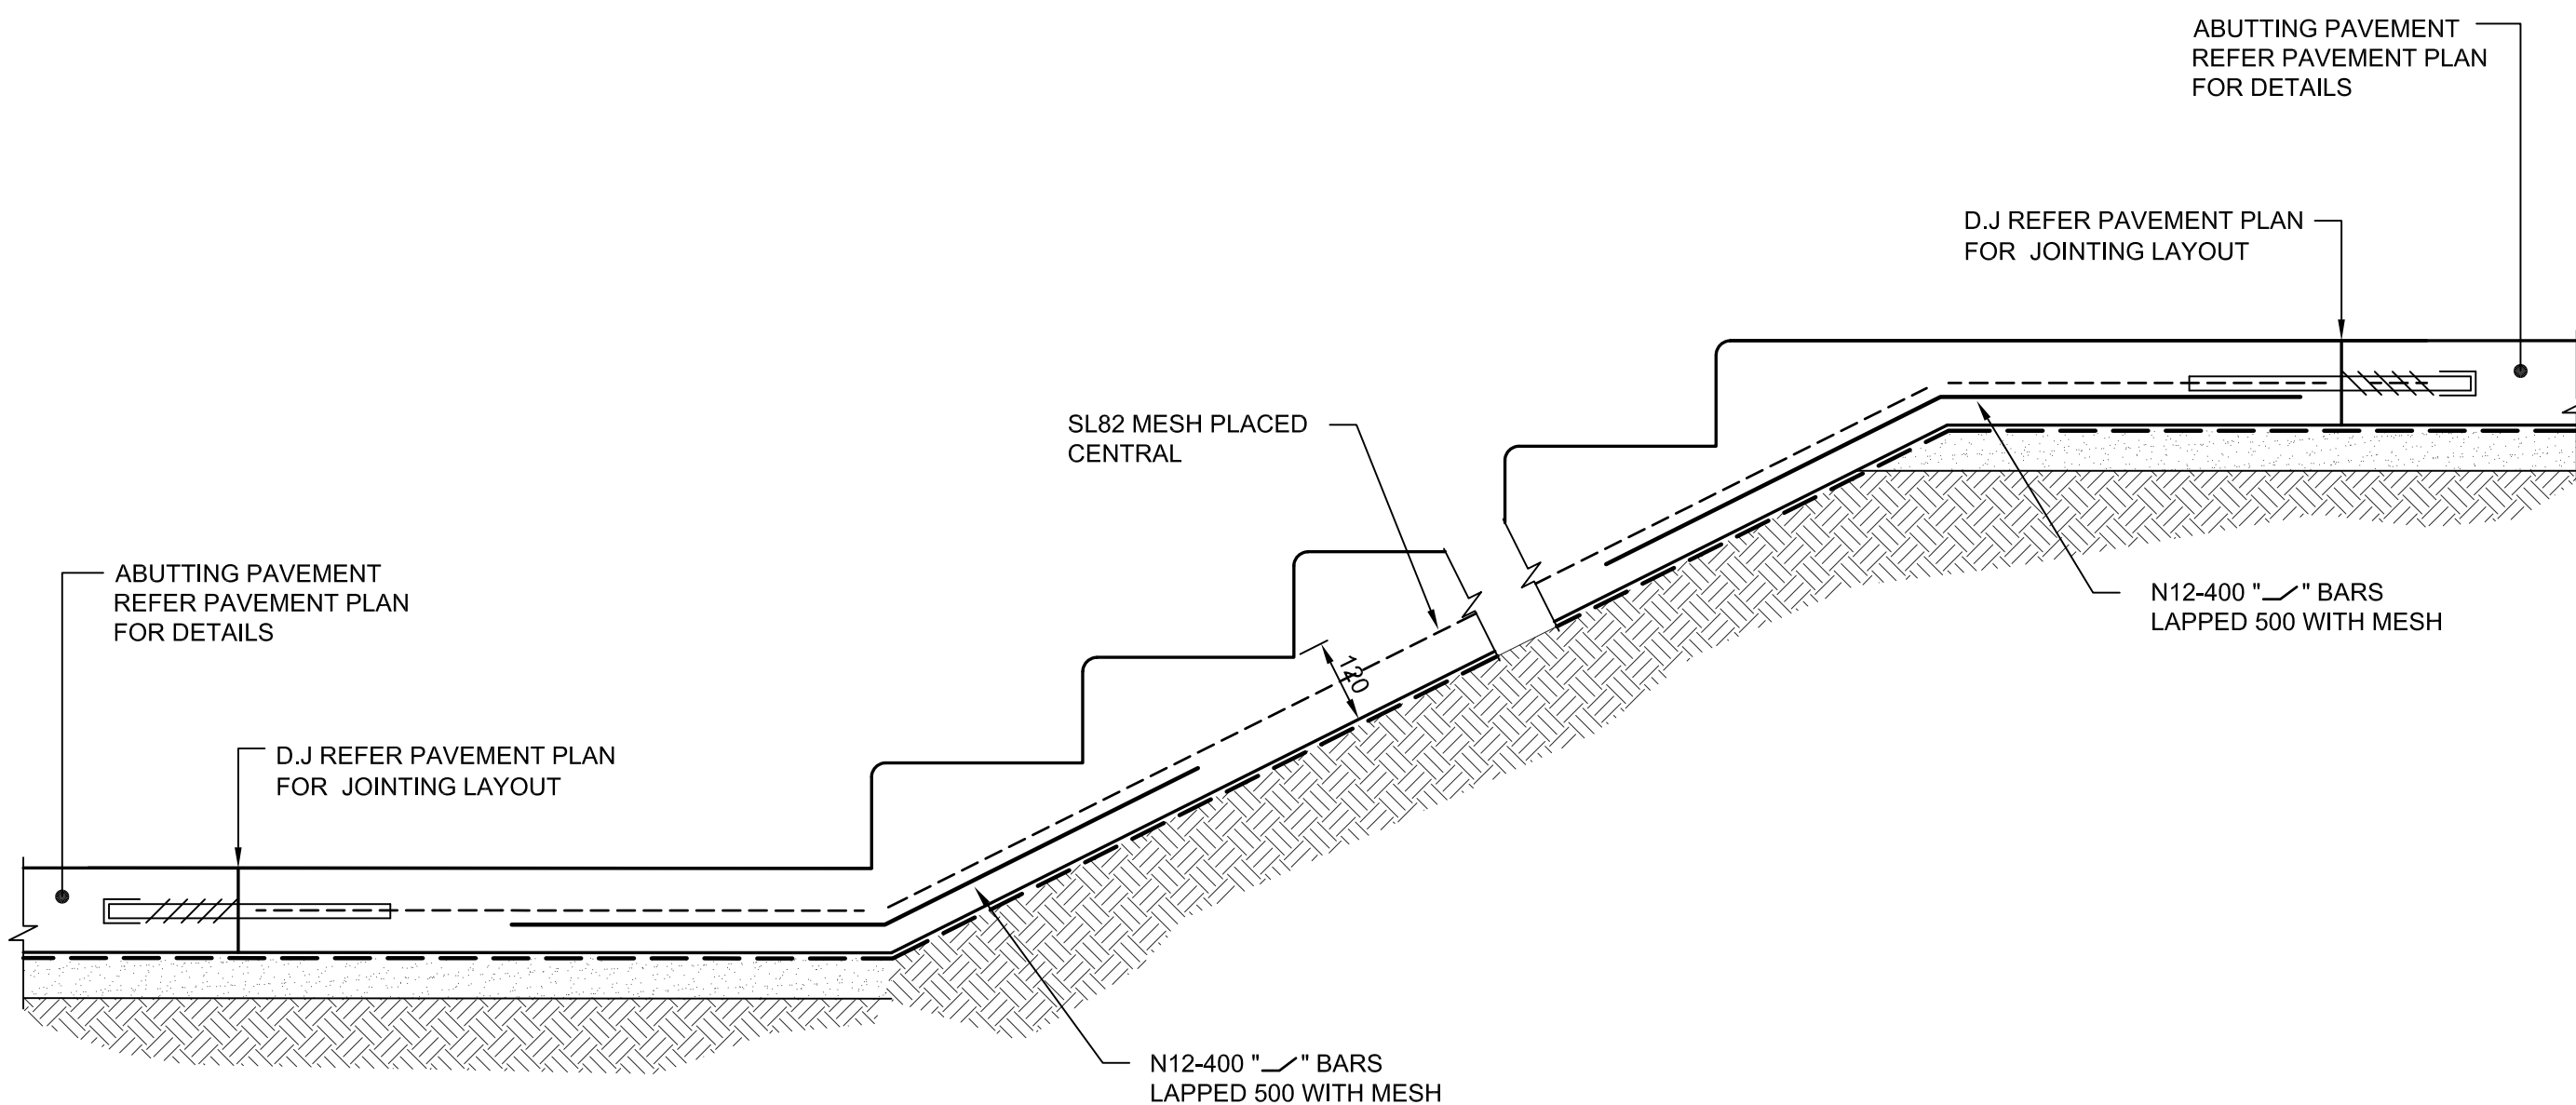 ABUTTING PAVEMENT
REFER PAVEMENT PLAN
FOR DETAILS
D.J REFER PAVEMENT PLAN
FOR JOINTING LAYOUT
SL82 MESH PLACED
CENTRAL
ABUTTING PAVEMENT
REFER PAVEMENT PLAN
FOR DETAILS
N12-400 " " BARS
LAPPED 500 WITH MESH
120
D.J REFER PAVEMENT PLAN
FOR JOINTING LAYOUT
N12-400 " " BARS
LAPPED 500 WITH MESH